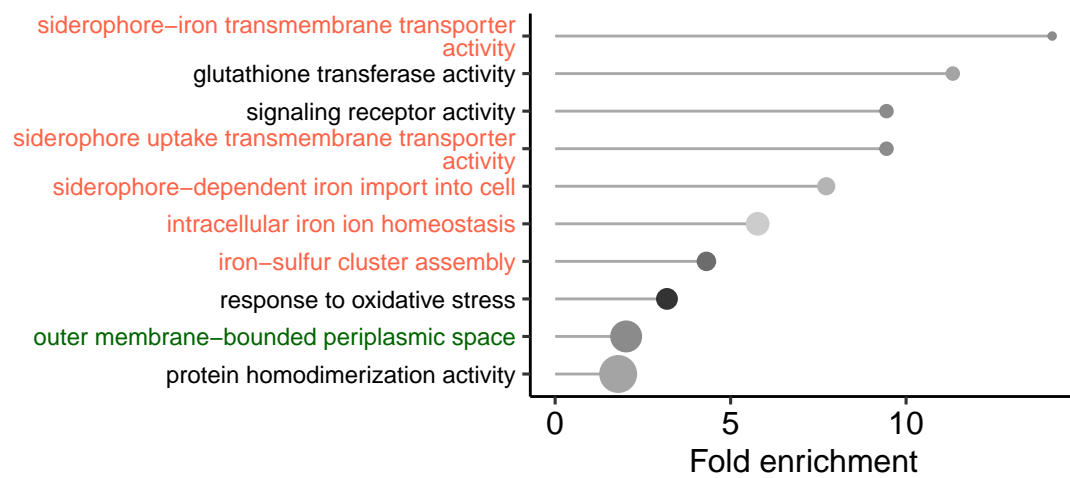 siderophore−iron transmembrane transporter
activity
glutathione transferase activity
signaling receptor activity
siderophore uptake transmembrane transporter
activity
siderophore−dependent iron import into cell
intracellular iron ion homeostasis
iron−sulfur cluster assembly
response to oxidative stress
outer membrane−bounded periplasmic space
protein homodimerization activity
0 5 10
Fold enrichment